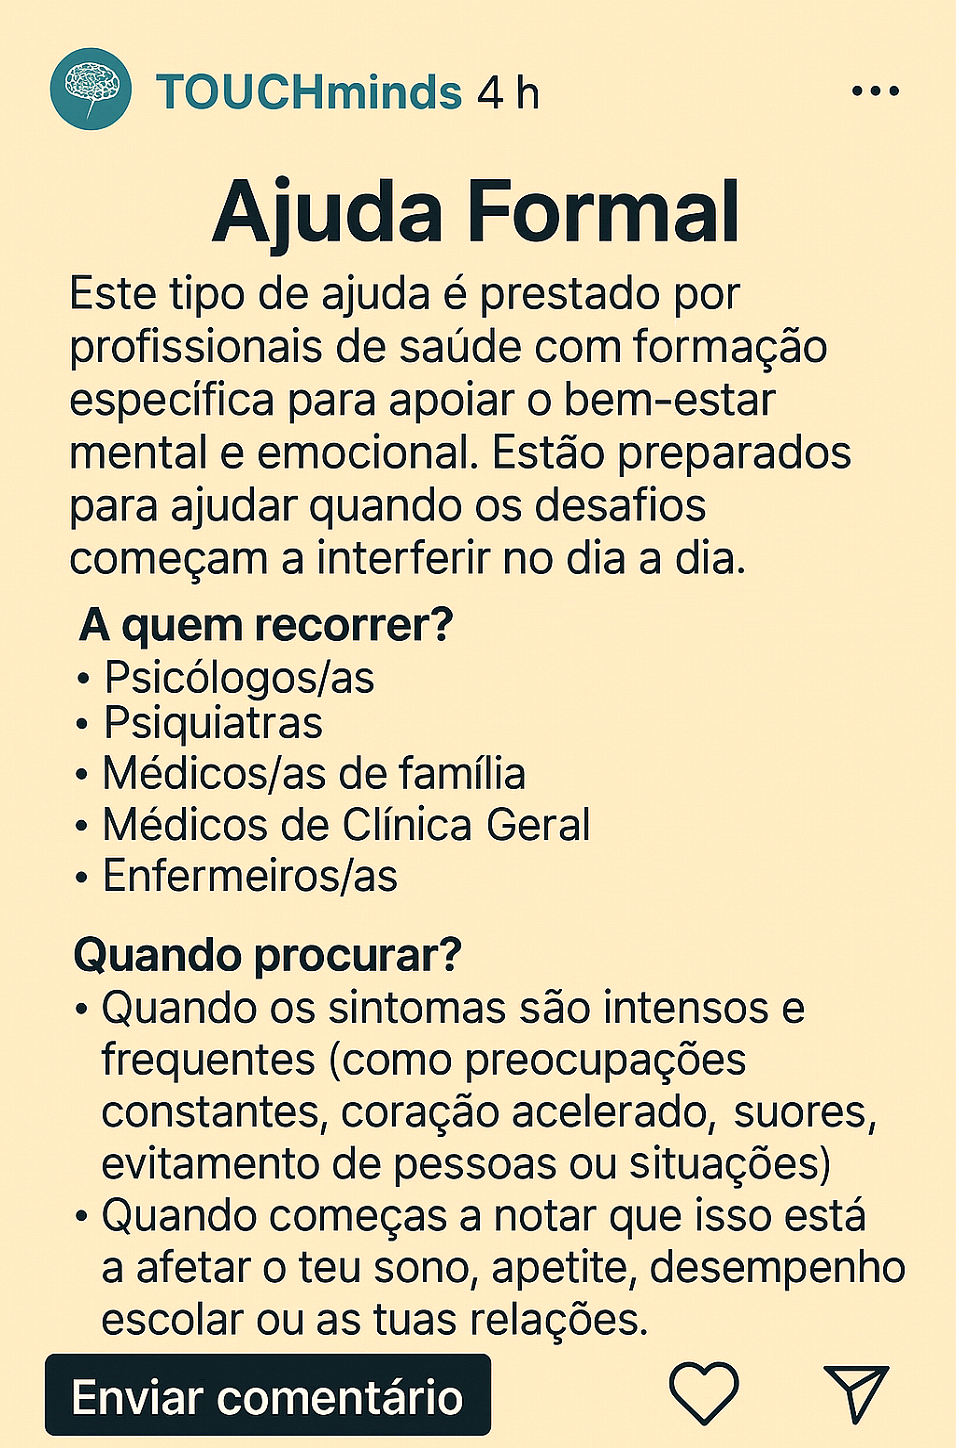 TOUCHminds 4 h
Ajuda Formal
Este tipo de ajuda é prestado por
profissionais de saúde com formação
específica para apoiar o bem-estar
mental e emocional. Estão preparados
para ajudar quando os desafios
começam a interferir no dia a dia.
A quem recorrer?
• Psicólogos/as
• Psiquiatras
• Médicos/as de família
• Médicos de Clínica Geral
• Enfermeiros/as
Quando procurar?
• Quando os sintomas são intensos e
frequentes (como preocupações
constantes, coração acelerado, suores,
evitamento de pessoas ou situações)
• Quando começas a notar que isso está
a afetar o teu sono, apetite, desempenho
escolar ou as tuas relações.
Enviar comentário